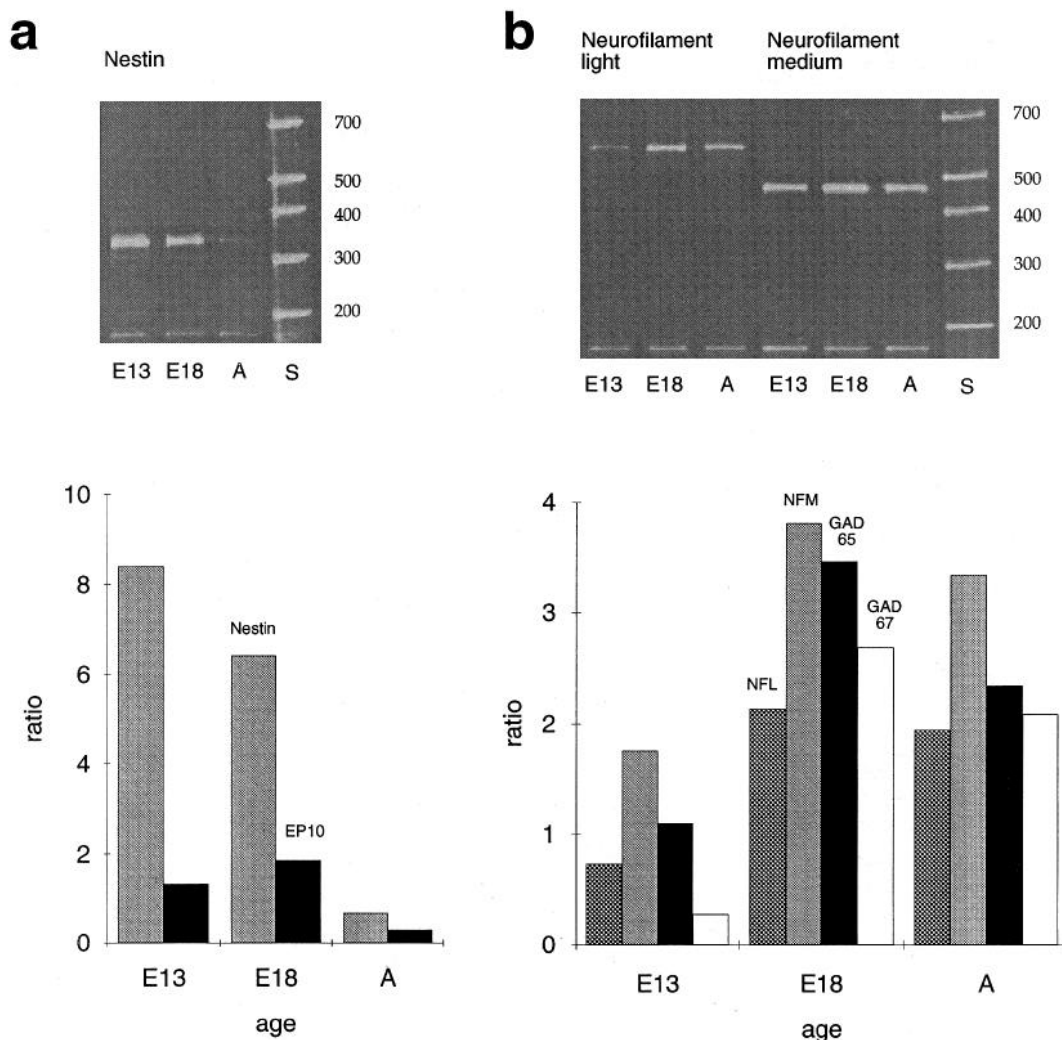 a
Nestin
700
500
400
300
200
E13 E18 A S
10
8
6
4
2
0
ratio
Nestin
EP10
E13 E18 A
age
b
Neurofilament
light
Neurofilament
medium
700
500
400
300
200
E13 E18 A E13 E18 A S
4
3
2
1
0
ratio
NFL
NFM
GAD
65
GAD
67
E13 E18 A
age